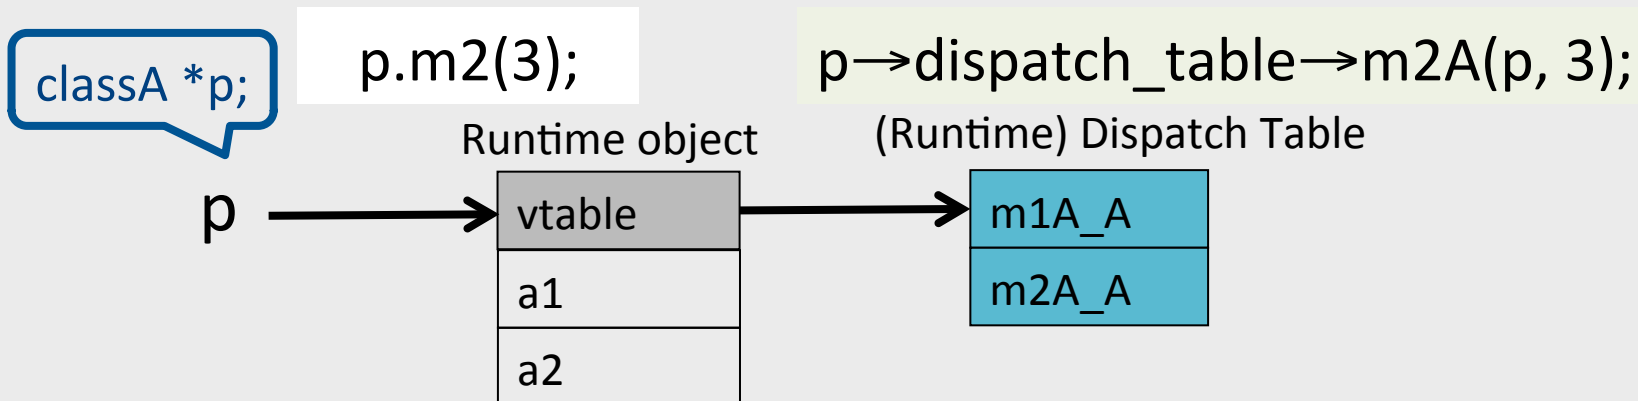 classA *p;
p.m2(3);
p→dispatch_table→m2A(p, 3);
Runtime object
(Runtime) Dispatch Table
p
vtable
m1A_A
a1
m2A_A
a2